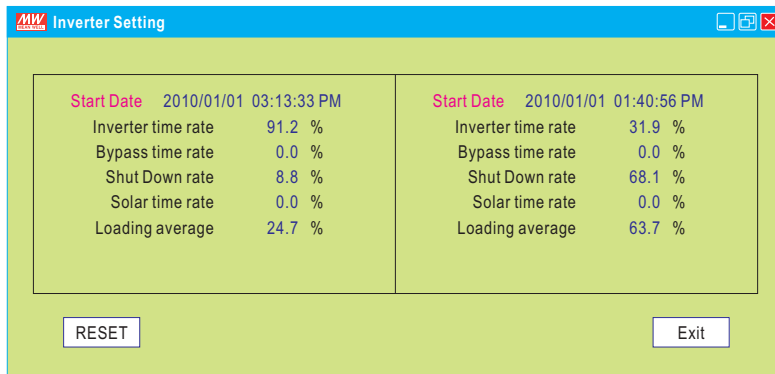 MW MEAN WELL Inverter Setting
Start Date 2010/01/01 03:13:33 PM
Inverter time rate 91.2 %
Bypass time rate 0.0 %
Shut Down rate 8.8 %
Solar time rate 0.0 %
Loading average 24.7 %
Start Date 2010/01/01 01:40:56 PM
Inverter time rate 31.9 %
Bypass time rate 0.0 %
Shut Down rate 68.1 %
Solar time rate 0.0 %
Loading average 63.7 %
RESET
Exit